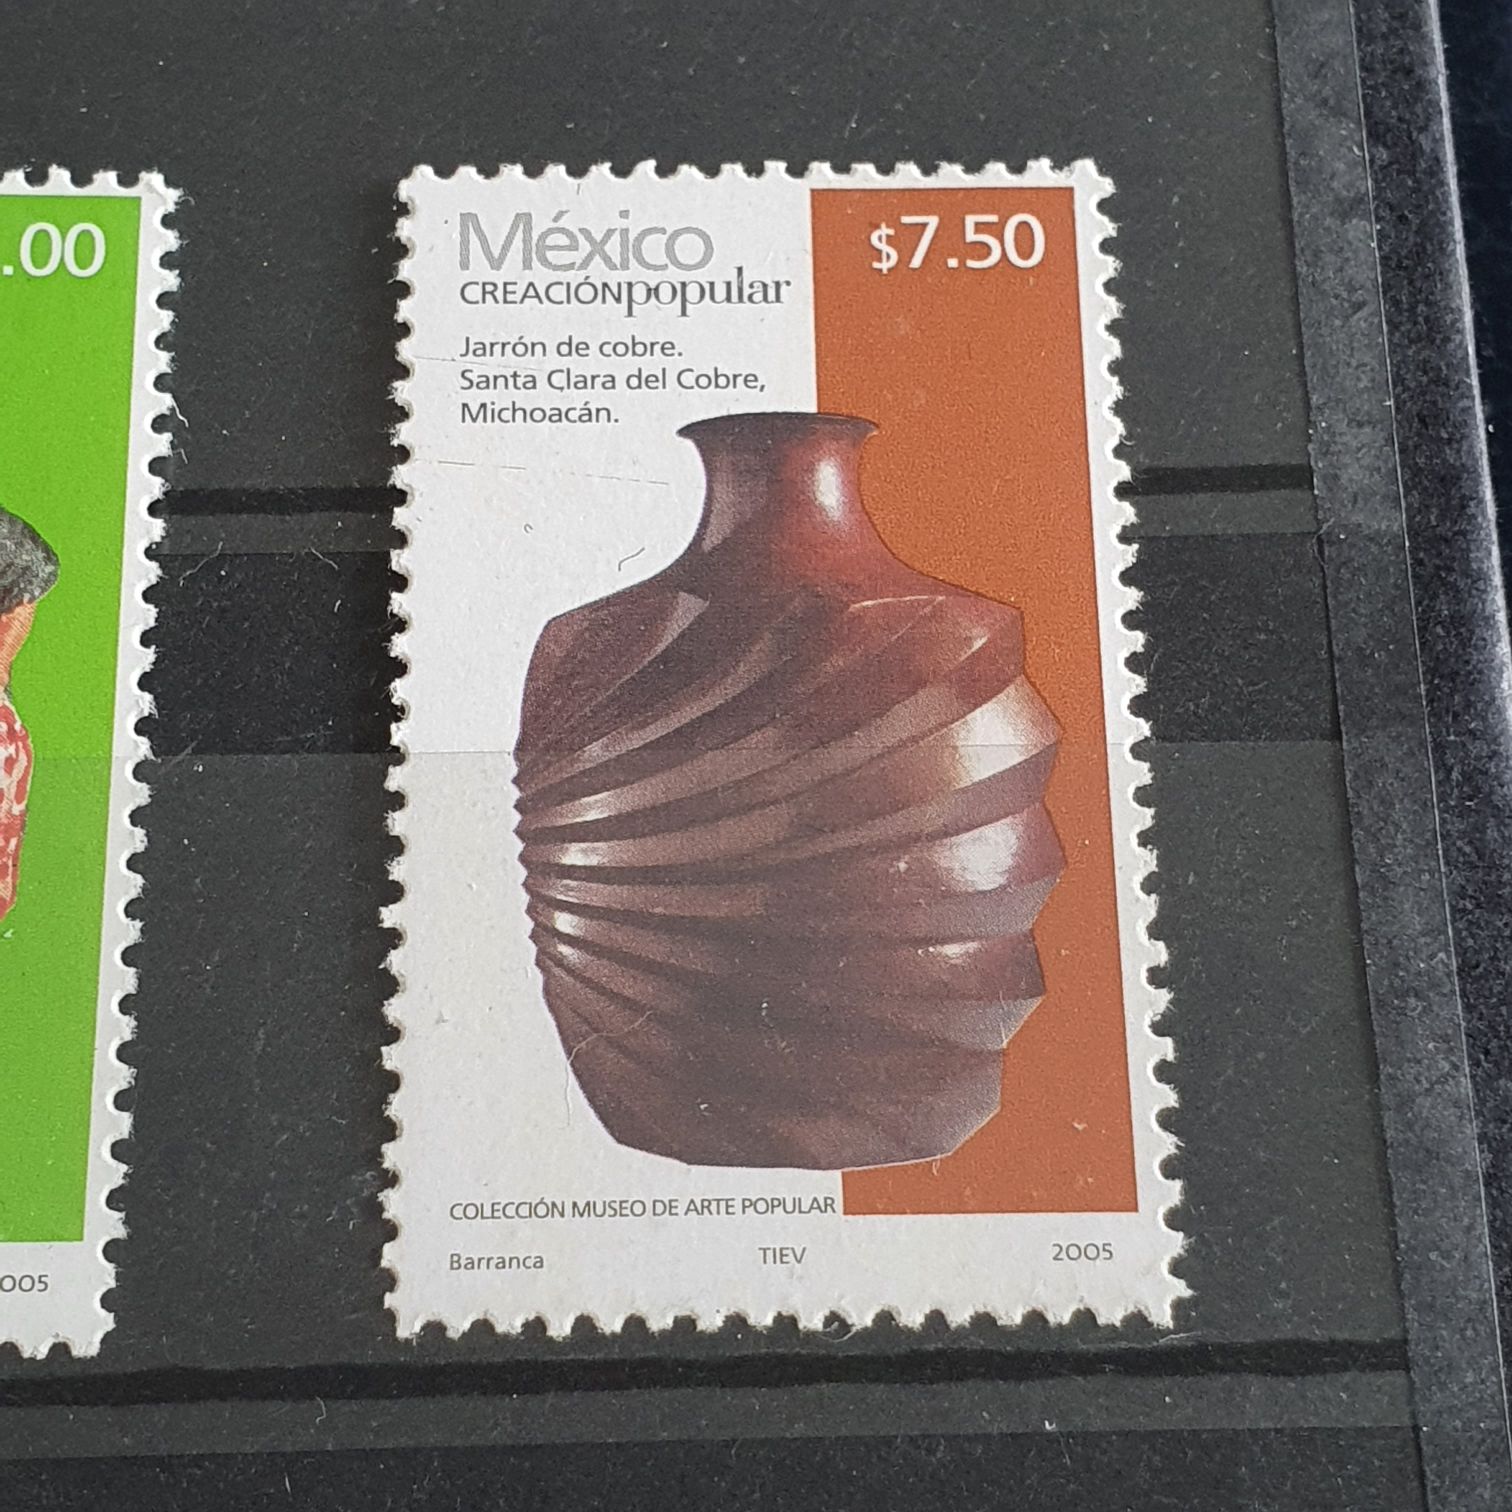 .00
México
$7.50
CREACIÓNpopular
Jarrón de cobre.
Santa Clara del Cobre,
Michoacán.
COLECCIÓN MUSEO DE ARTE POPULAR
Barranca TIEV 2005
005